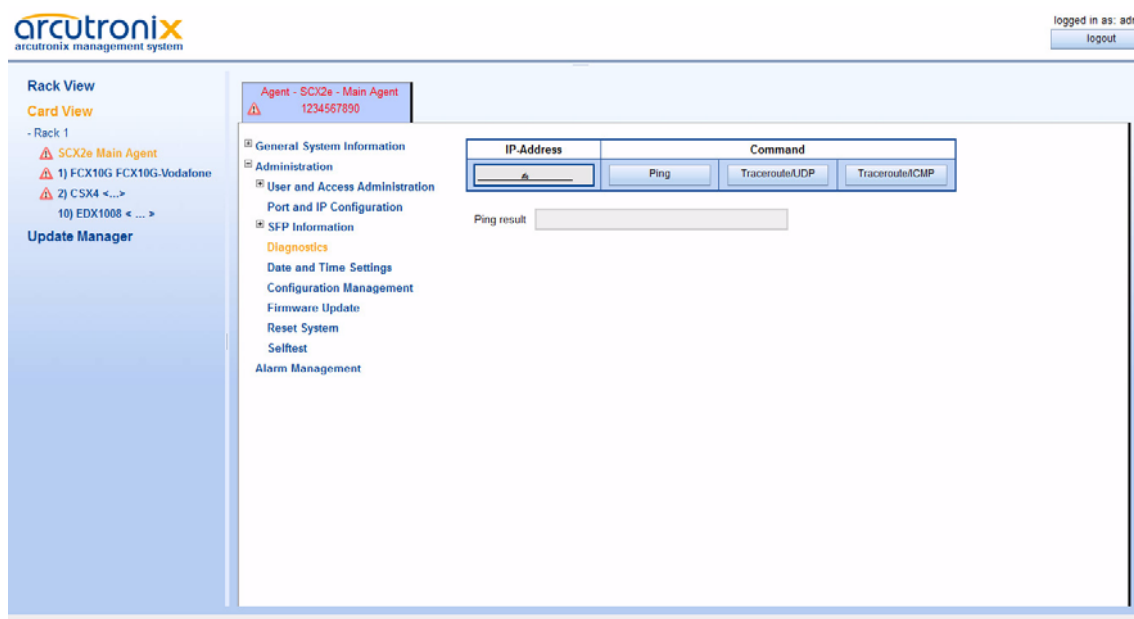 arcutronix
arcutronix management system
logged in as: adm
logout
Rack View
Card View
- Rack 1
SCX2e Main Agent
1) FCX10G FCX10G-Vodafone
2) CSX4 <...>
10) EDX1008 < ... >
Update Manager
Agent - SCX2e - Main Agent
1234567890
General System Information
Administration
User and Access Administration
Port and IP Configuration
SFP Information
Diagnostics
Date and Time Settings
Configuration Management
Firmware Update
Reset System
Selftest
Alarm Management
IP-Address Command
Ping Traceroute/UDP Traceroute/ICMP
Ping result